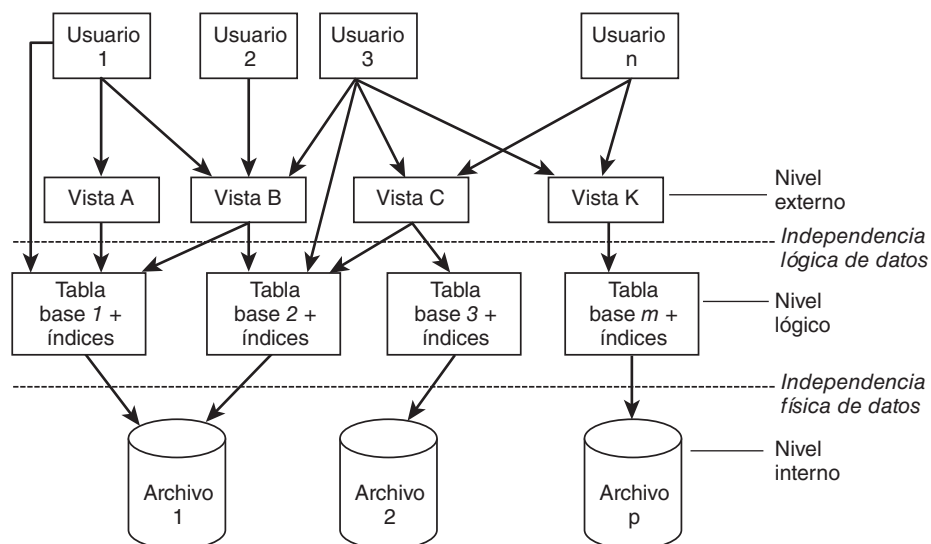 Usuario
1
Usuario
2
Usuario
3
Usuario
n
Vista A
Vista B
Vista C
Vista K
Nivel
externo
Independencia
lógica de datos
Tabla
base 1 +
índices
Tabla
base 2 +
índices
Tabla
base 3 +
índices
Tabla
base m +
índices
Nivel
lógico
Independencia
física de datos
Archivo
1
Archivo
2
Archivo
p
Nivel
interno